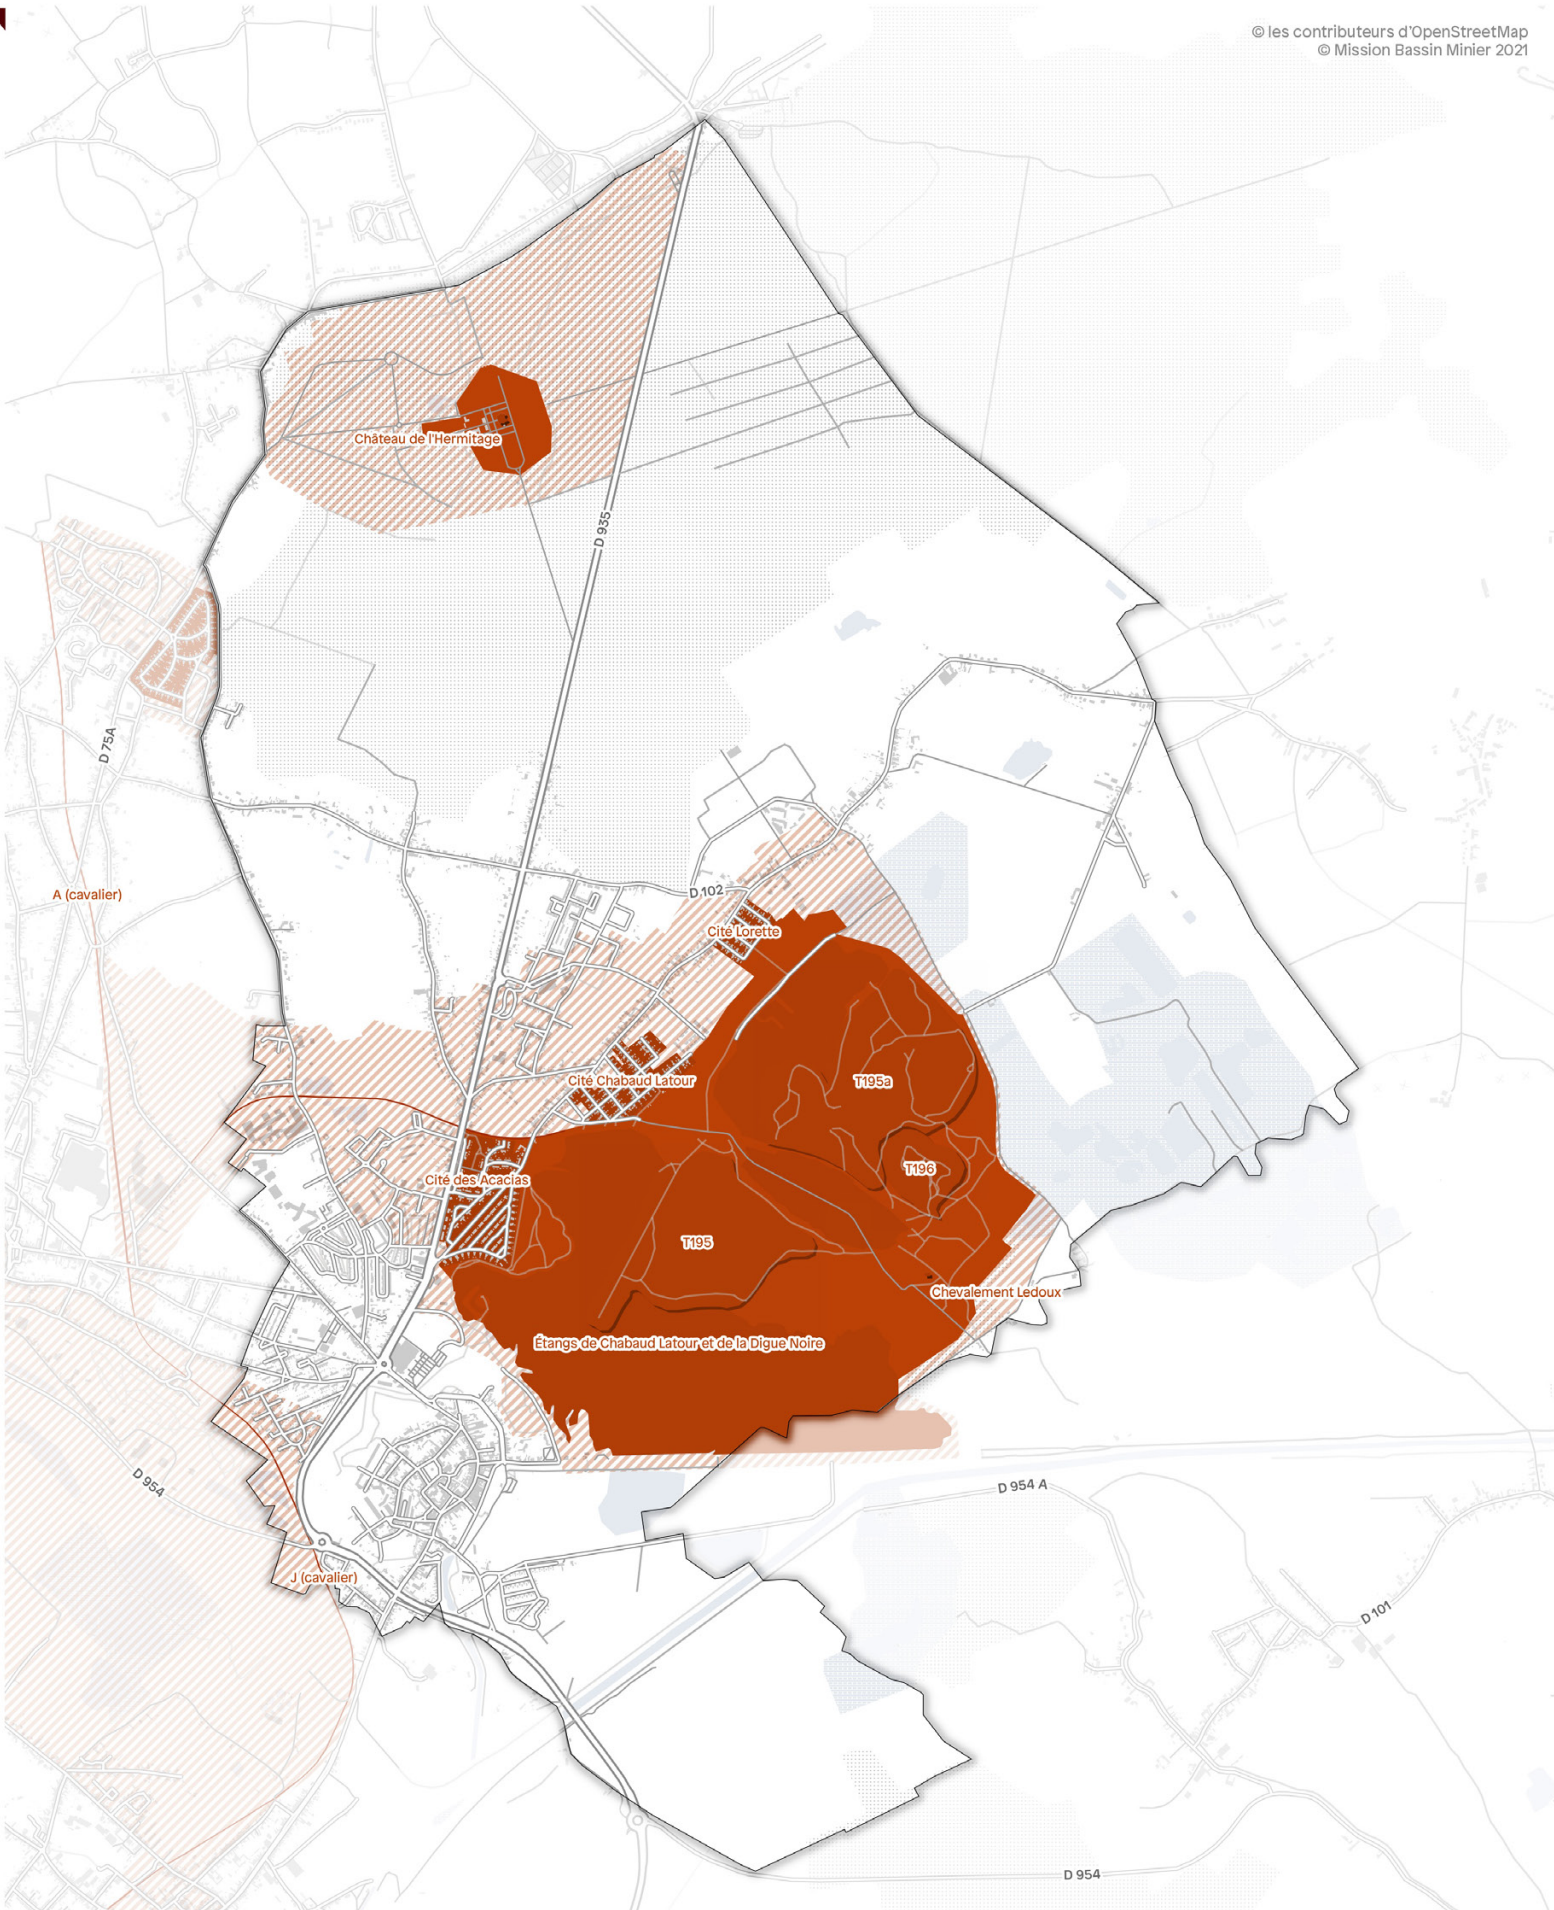 © les contributeurs d'OpenStreetMap
© Mission Bassin Minier 2021
Château de l'Hermitage
D 935
D 75A
A (cavalier)
D 102
Cité Lorette
Cité Chabaud Latour
T195a
T196
Cité des Acacias
T195
Chevalement Ledoux
Étangs de Chabaud Latour et de la Digue Noire
D 954
D 954 A
J (cavalier)
D 101
D 954